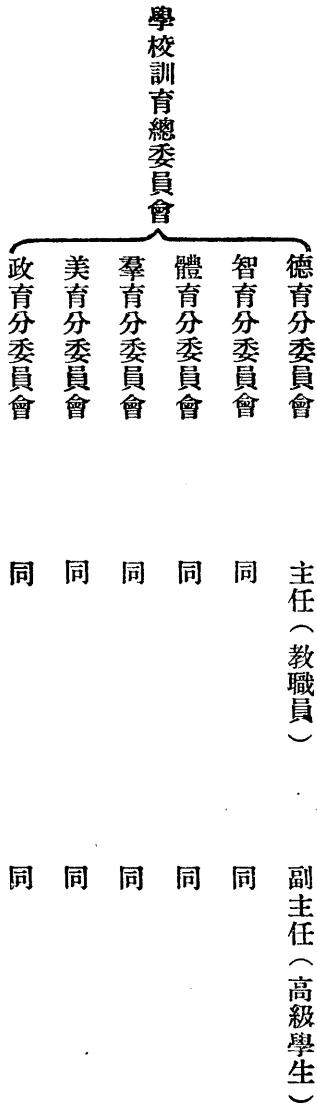 學校訓育總委員會
德育分委員會 主任（教職員） 副主任（高級學生）
智育分委員會 同 同
體育分委員會 同 同
羣育分委員會 同 同
美育分委員會 同 同
政育分委員會 同 同